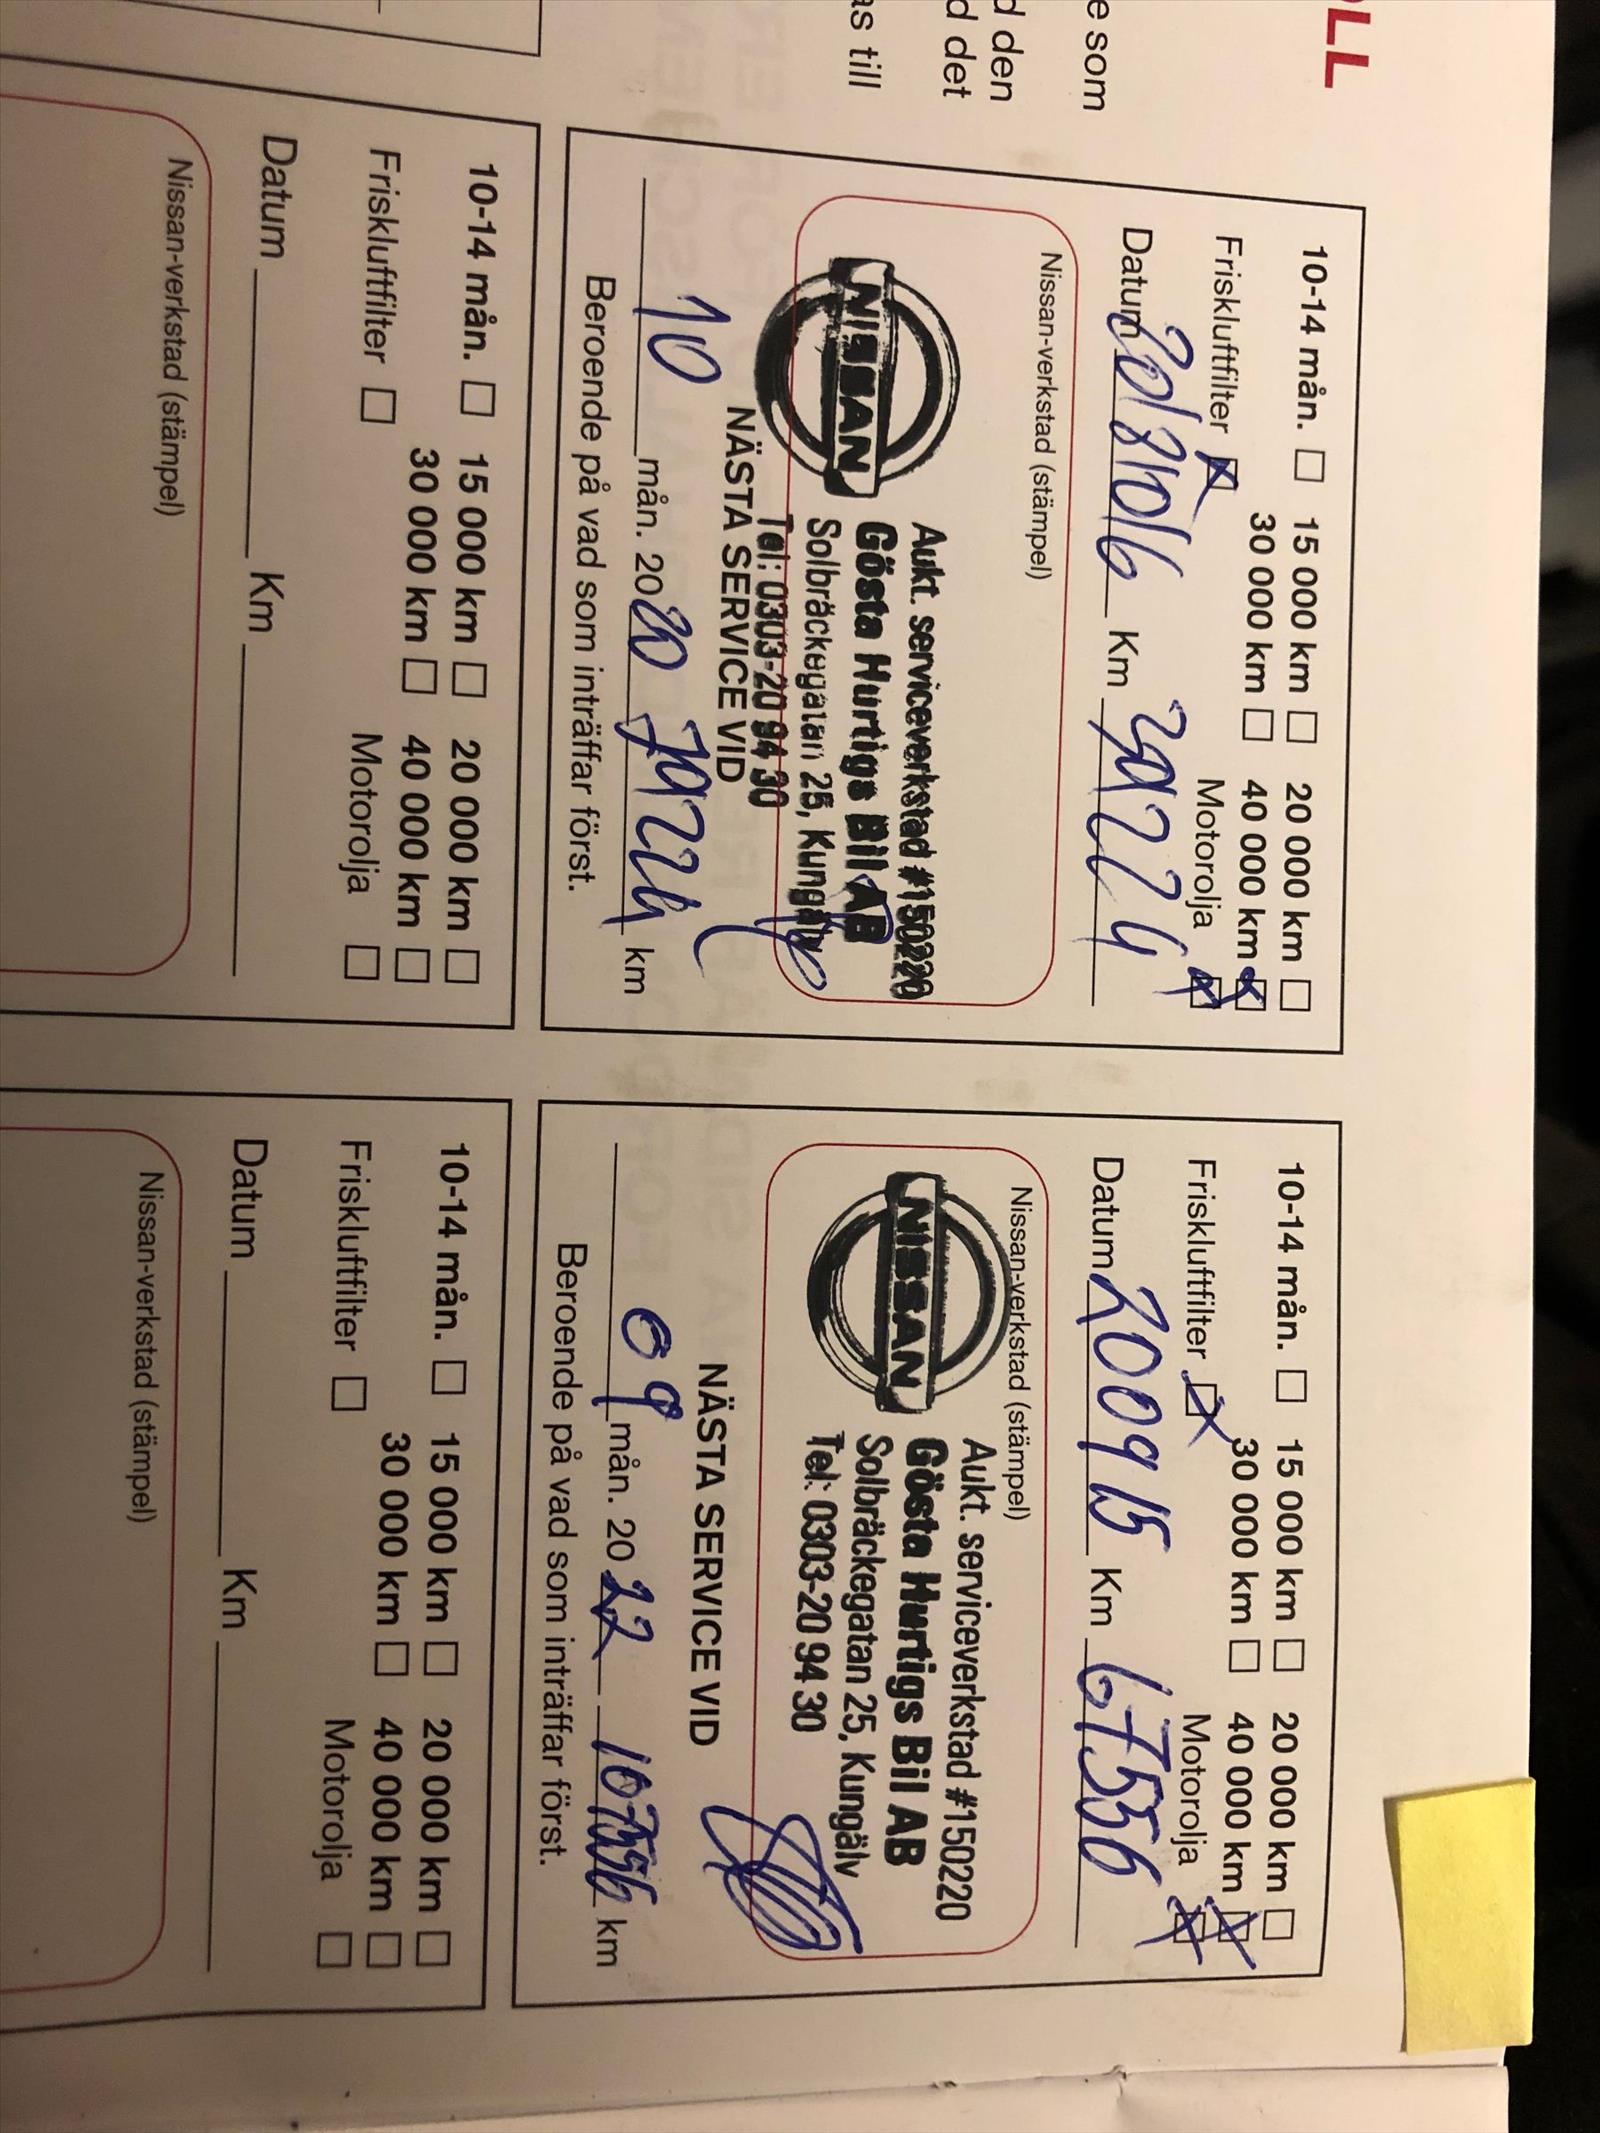 OLL
e som
d den
d det
as till
10-14 mån. ☐ 15 000 km ☐ 20 000 km ☐
30 000 km ☐ 40 000 km ☒
Friskluftfilter ☒ Motorolja ☒
Datum 20181016 Km 39224
Nissan-verkstad (stämpel)
NISSAN
Aukt. serviceverkstad #150220
Gösta Hurtigs Bil AB
Solbräckegatan 25, Kungälv
Tel: 0303-20 94 30
NÄSTA SERVICE VID
10 mån. 2020 79224 km
Beroende på vad som inträffar först.
10-14 mån. ☐ 15 000 km ☐ 20 000 km ☐
30 000 km ☐ 40 000 km ☒
Friskluftfilter ☒ Motorolja ☒
Datum 200915 Km 67556
Nissan-verkstad (stämpel)
NISSAN
Aukt. serviceverkstad #150220
Gösta Hurtigs Bil AB
Solbräckegatan 25, Kungälv
Tel: 0303-20 94 30
NÄSTA SERVICE VID
09 mån. 2022 107556 km
Beroende på vad som inträffar först.
10-14 mån. ☐ 15 000 km ☐ 20 000 km ☐
30 000 km ☐ 40 000 km ☐
Friskluftfilter ☐ Motorolja ☐
Datum Km
Nissan-verkstad (stämpel)
10-14 mån. ☐ 15 000 km ☐ 20 000 km ☐
30 000 km ☐ 40 000 km ☐
Friskluftfilter ☐ Motorolja ☐
Datum Km
Nissan-verkstad (stämpel)